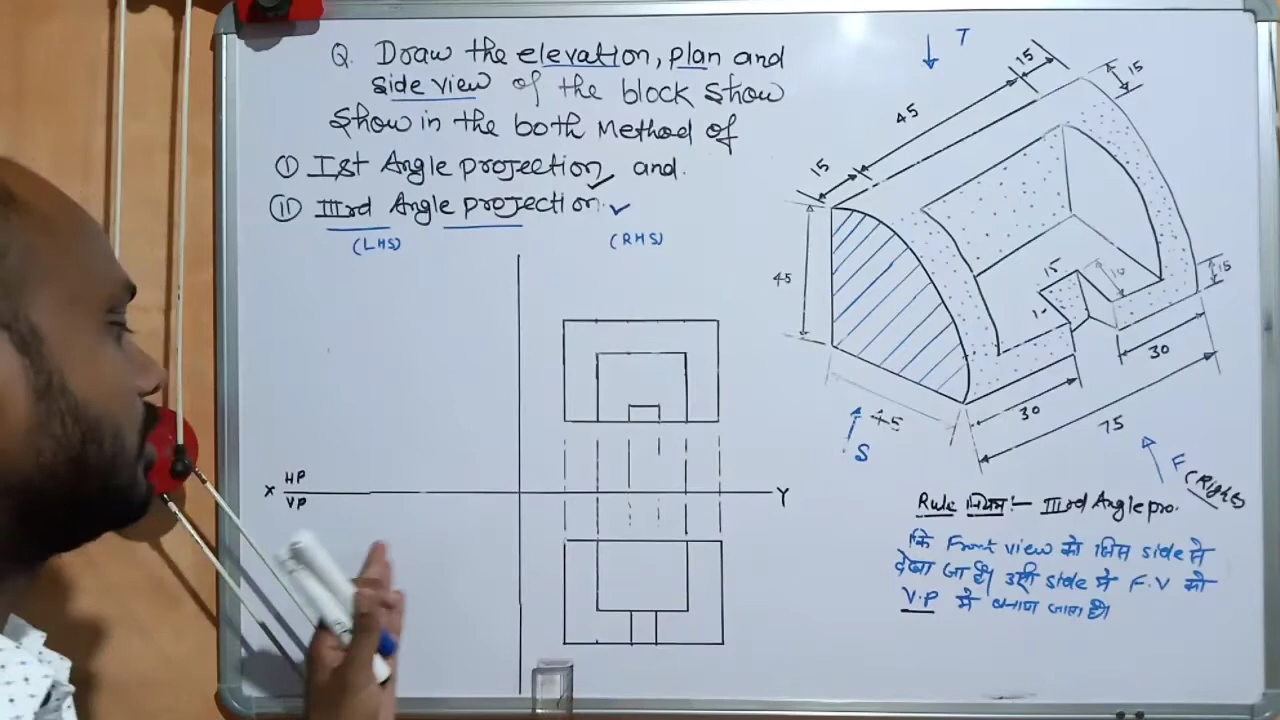 Q. Draw the elevation, plan and
side view of the block show
show in the both Method of
(i) Ist Angle projection and.
(ii) IIIrd Angle projection.
(LHS) (RHS)
T
15
45
15
15
45
15
10
15
30
45
30
75
S
F (Right)
HP
X Y
VP
Rule नियम :- IIIrd Angle pro.
कि Front view को जिस side से
देखा जा है। उसी side में F.V को
V.P में बनाया जाता है।